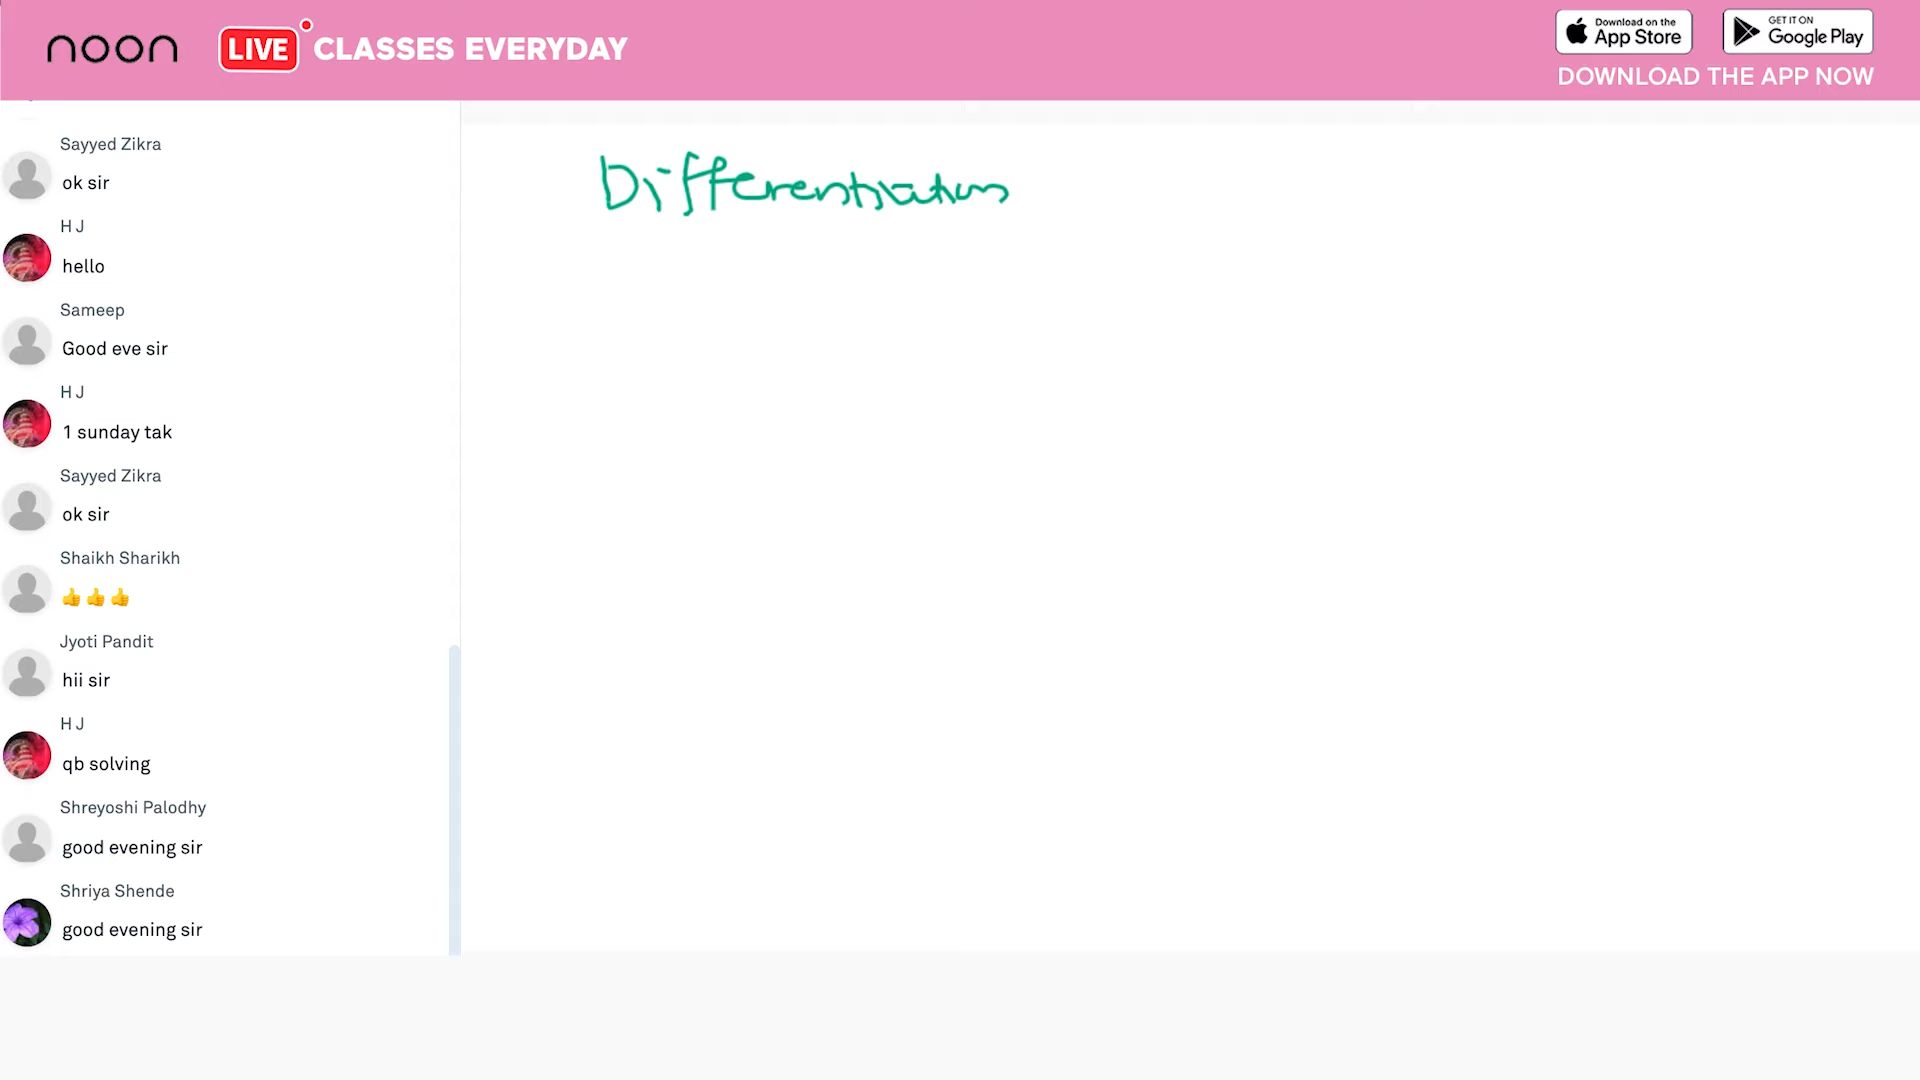 noon LIVE CLASSES EVERYDAY
Download on the App Store
GET IT ON Google Play
DOWNLOAD THE APP NOW
Sayyed Zikra
ok sir
H J
hello
Sameep
Good eve sir
H J
1 sunday tak
Sayyed Zikra
ok sir
Shaikh Sharikh
👍👍👍
Jyoti Pandit
hii sir
H J
qb solving
Shreyoshi Palodhy
good evening sir
Shriya Shende
good evening sir
Differentiation